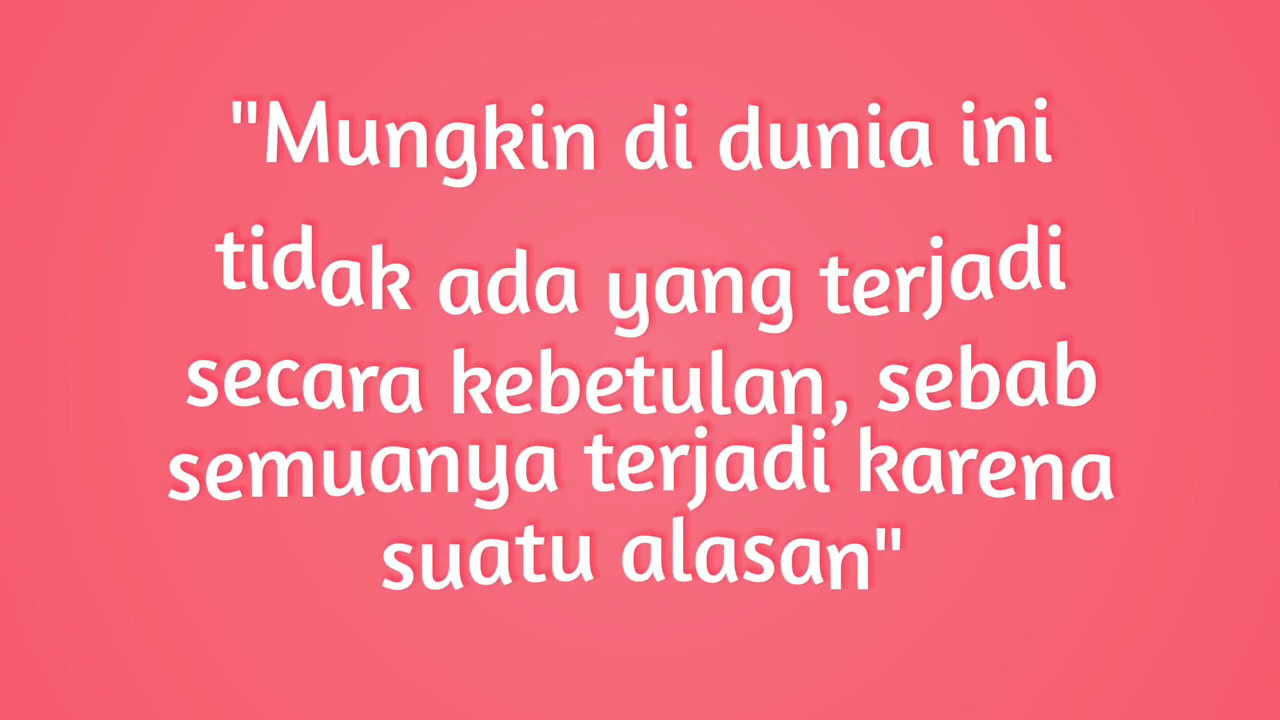 "Mungkin di dunia ini
tidak ada yang terjadi
secara kebetulan, sebab
semuanya terjadi karena
suatu alasan"